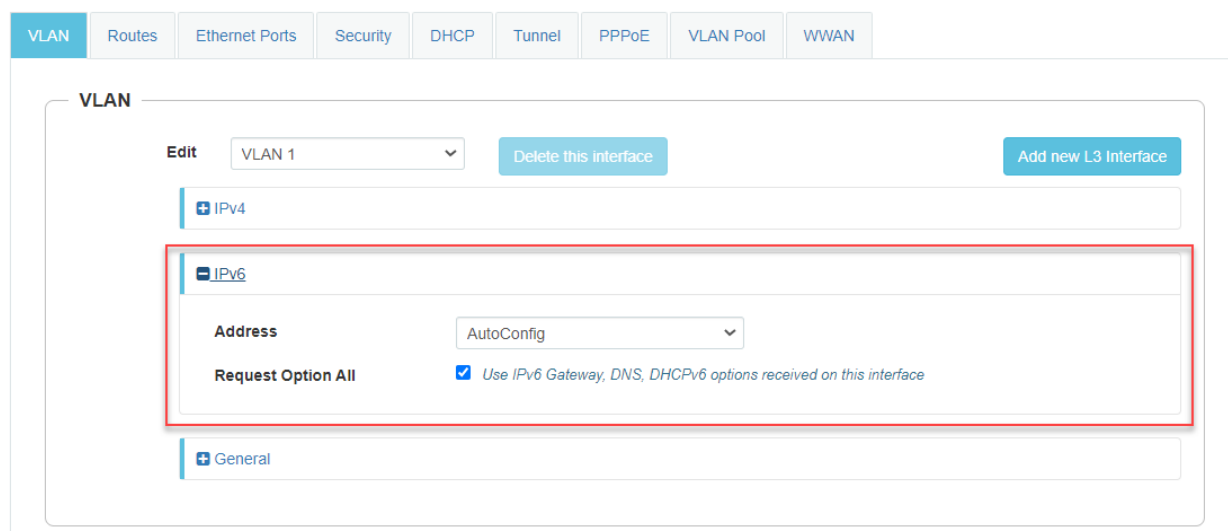 VLAN Routes Ethernet Ports Security DHCP Tunnel PPPoE VLAN Pool WWAN
VLAN
Edit VLAN 1 Delete this interface Add new L3 Interface
IPv4
IPv6
Address AutoConfig
Request Option All Use IPv6 Gateway, DNS, DHCPv6 options received on this interface
General